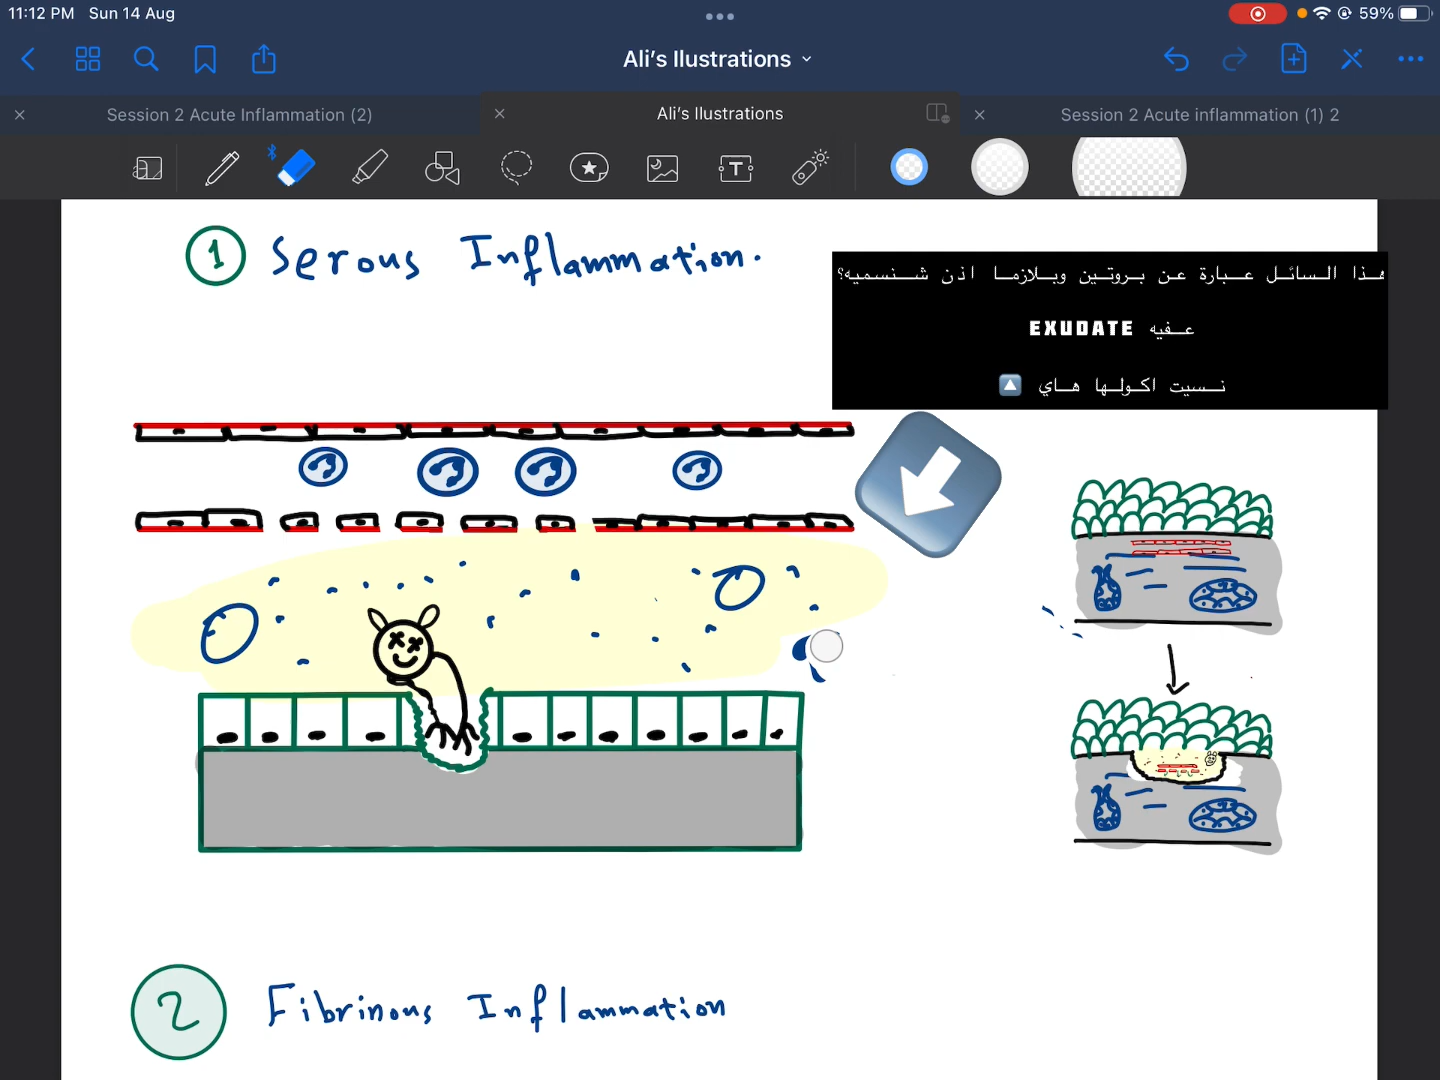 11:12 PM Sun 14 Aug
59%
Ali's Ilustrations
Session 2 Acute Inflammation (2)
Ali's Ilustrations
Session 2 Acute inflammation (1) 2
1 Serous Inflammation.
هذا السائل عبارة عن بروتين وبلازما اذن شنسميه؟
عفيه EXUDATE
نسيت اكولها هاي
2 Fibrinous Inflammation